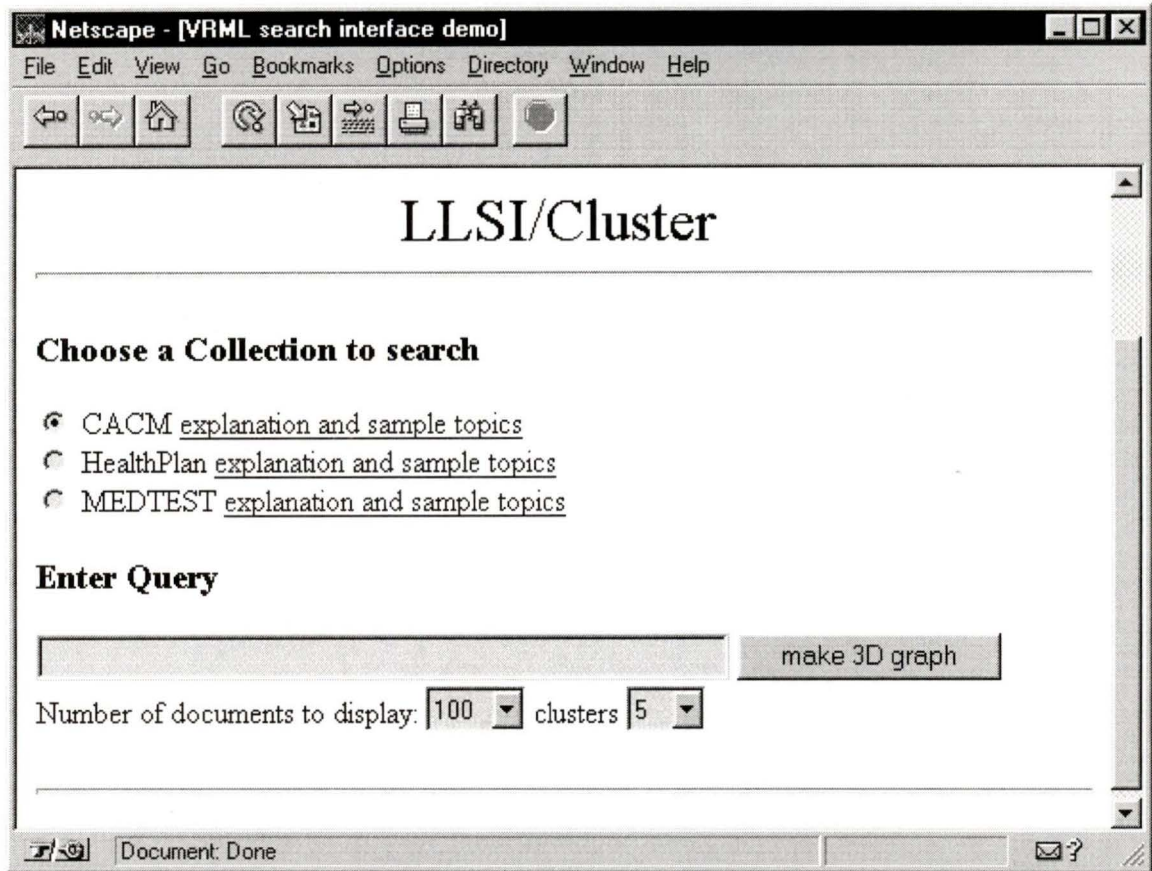 Netscape - [VRML search interface demo]
File Edit View Go Bookmarks Options Directory Window Help
LLSI/Cluster
Choose a Collection to search
CACM explanation and sample topics
HealthPlan explanation and sample topics
MEDTEST explanation and sample topics
Enter Query
make 3D graph
Number of documents to display: 100 clusters 5
Document: Done
?